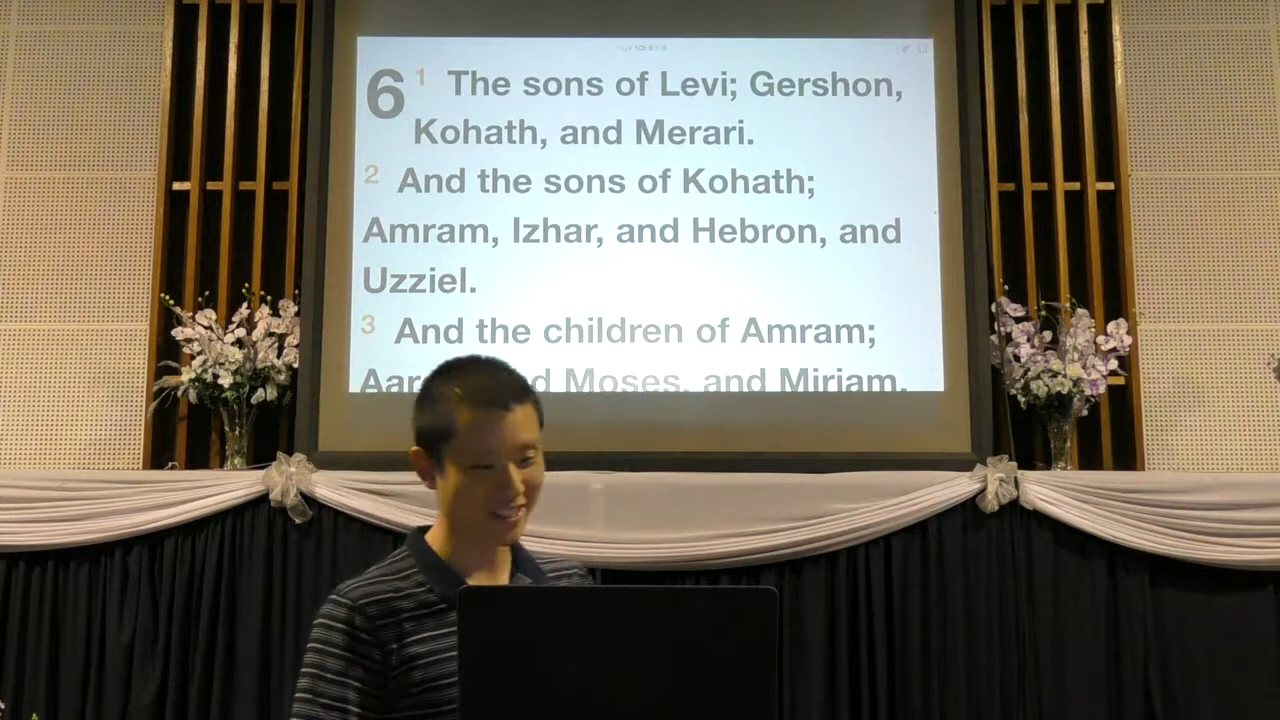 6 1 The sons of Levi; Gershon,
Kohath, and Merari.
2 And the sons of Kohath;
Amram, Izhar, and Hebron, and
Uzziel.
3 And the children of Amram;
Moses, and Miriam.